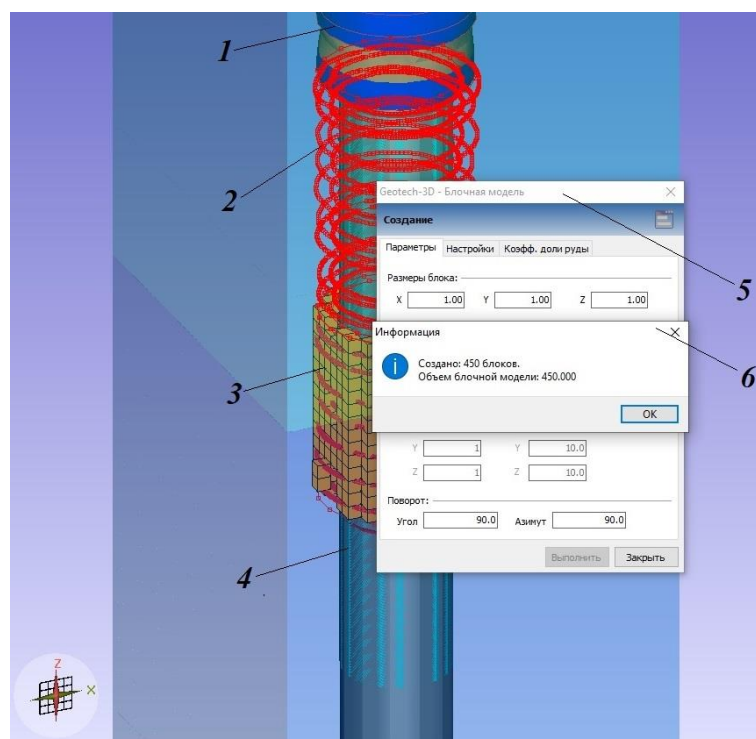 1
2
3
4
5
6
Geotech-3D - Блочная модель
Создание
Параметры Настройки Коэфф. доли руды
Размеры блока:
X 1.00 Y 1.00 Z 1.00
Информация
Создано: 450 блоков.
Объем блочной модели: 450.000
OK
Y 1 Y 10.0
Z 1 Z 10.0
Поворот:
Угол 90.0 Азимут 90.0
Выполнить Закрыть
Z
X